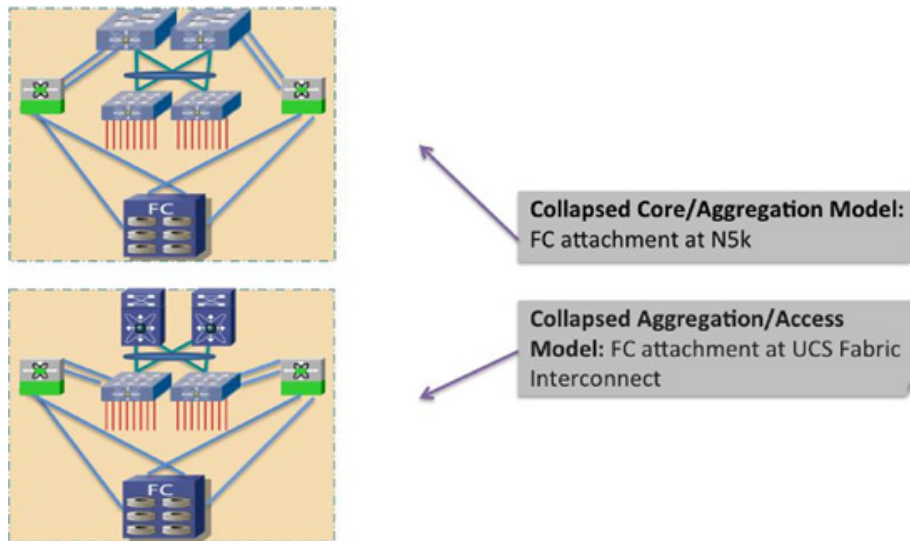 FC
Collapsed Core/Aggregation Model:
FC attachment at N5k
Collapsed Aggregation/Access
Model: FC attachment at UCS Fabric
Interconnect
FC